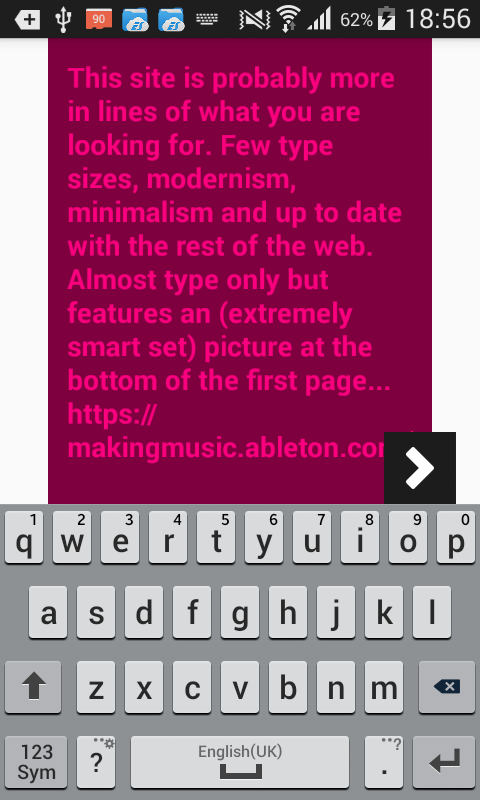 90 62% 18:56
This site is probably more
in lines of what you are
looking for. Few type
sizes, modernism,
minimalism and up to date
with the rest of the web.
Almost type only but
features an (extremely
smart set) picture at the
bottom of the first page...
https://
makingmusic.ableton.com
1 2 3 4 5 6 7 8 9 0
q w e r t y u i o p
a s d f g h j k l
z x c v b n m
123
Sym
? English(UK) . ?